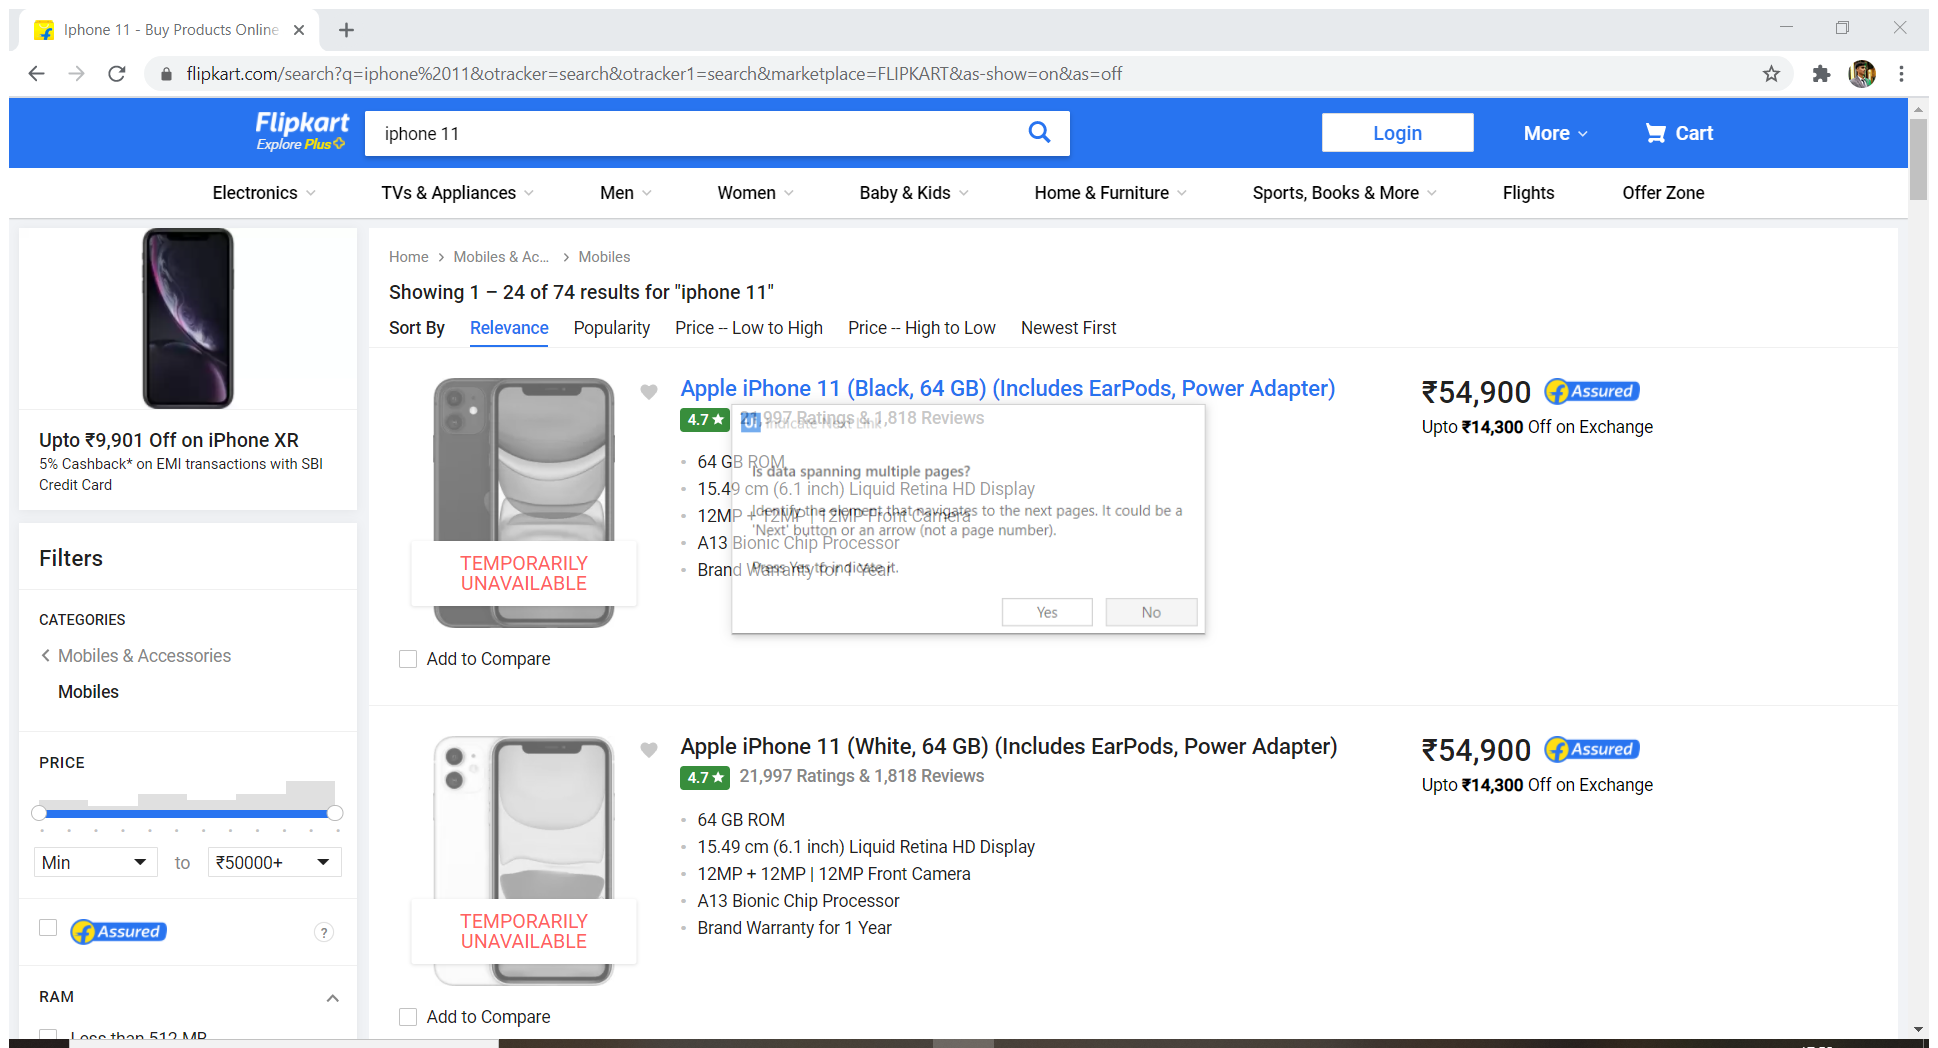 Iphone 11 - Buy Products Online
flipkart.com/search?q=iphone%2011&otracker=search&otracker1=search&marketplace=FLIPKART&as-show=on&as=off
Flipkart
Explore Plus
iphone 11
Login
More
Cart
Electronics
TVs & Appliances
Men
Women
Baby & Kids
Home & Furniture
Sports, Books & More
Flights
Offer Zone
Upto ₹9,901 Off on iPhone XR
5% Cashback* on EMI transactions with SBI
Credit Card
Filters
CATEGORIES
Mobiles & Accessories
Mobiles
PRICE
Min
to
₹50000+
Assured
?
RAM
Less than 512 MB
Home
Mobiles & Ac...
Mobiles
Showing 1 – 24 of 74 results for "iphone 11"
Sort By
Relevance
Popularity
Price -- Low to High
Price -- High to Low
Newest First
Apple iPhone 11 (Black, 64 GB) (Includes EarPods, Power Adapter)
4.7
21,997 Ratings & 1,818 Reviews
64 GB ROM
15.49 cm (6.1 inch) Liquid Retina HD Display
12MP + 12MP | 12MP Front Camera
A13 Bionic Chip Processor
Brand Warranty for 1 Year
TEMPORARILY
UNAVAILABLE
Add to Compare
₹54,900
Assured
Upto ₹14,300 Off on Exchange
Ui
Indicate Next Link
Is data spanning multiple pages?
Identify the element that navigates to the next pages. It could be a
'Next' button or an arrow (not a page number).
Press Yes to indicate it.
Yes
No
Apple iPhone 11 (White, 64 GB) (Includes EarPods, Power Adapter)
4.7
21,997 Ratings & 1,818 Reviews
64 GB ROM
15.49 cm (6.1 inch) Liquid Retina HD Display
12MP + 12MP | 12MP Front Camera
A13 Bionic Chip Processor
Brand Warranty for 1 Year
TEMPORARILY
UNAVAILABLE
Add to Compare
₹54,900
Assured
Upto ₹14,300 Off on Exchange